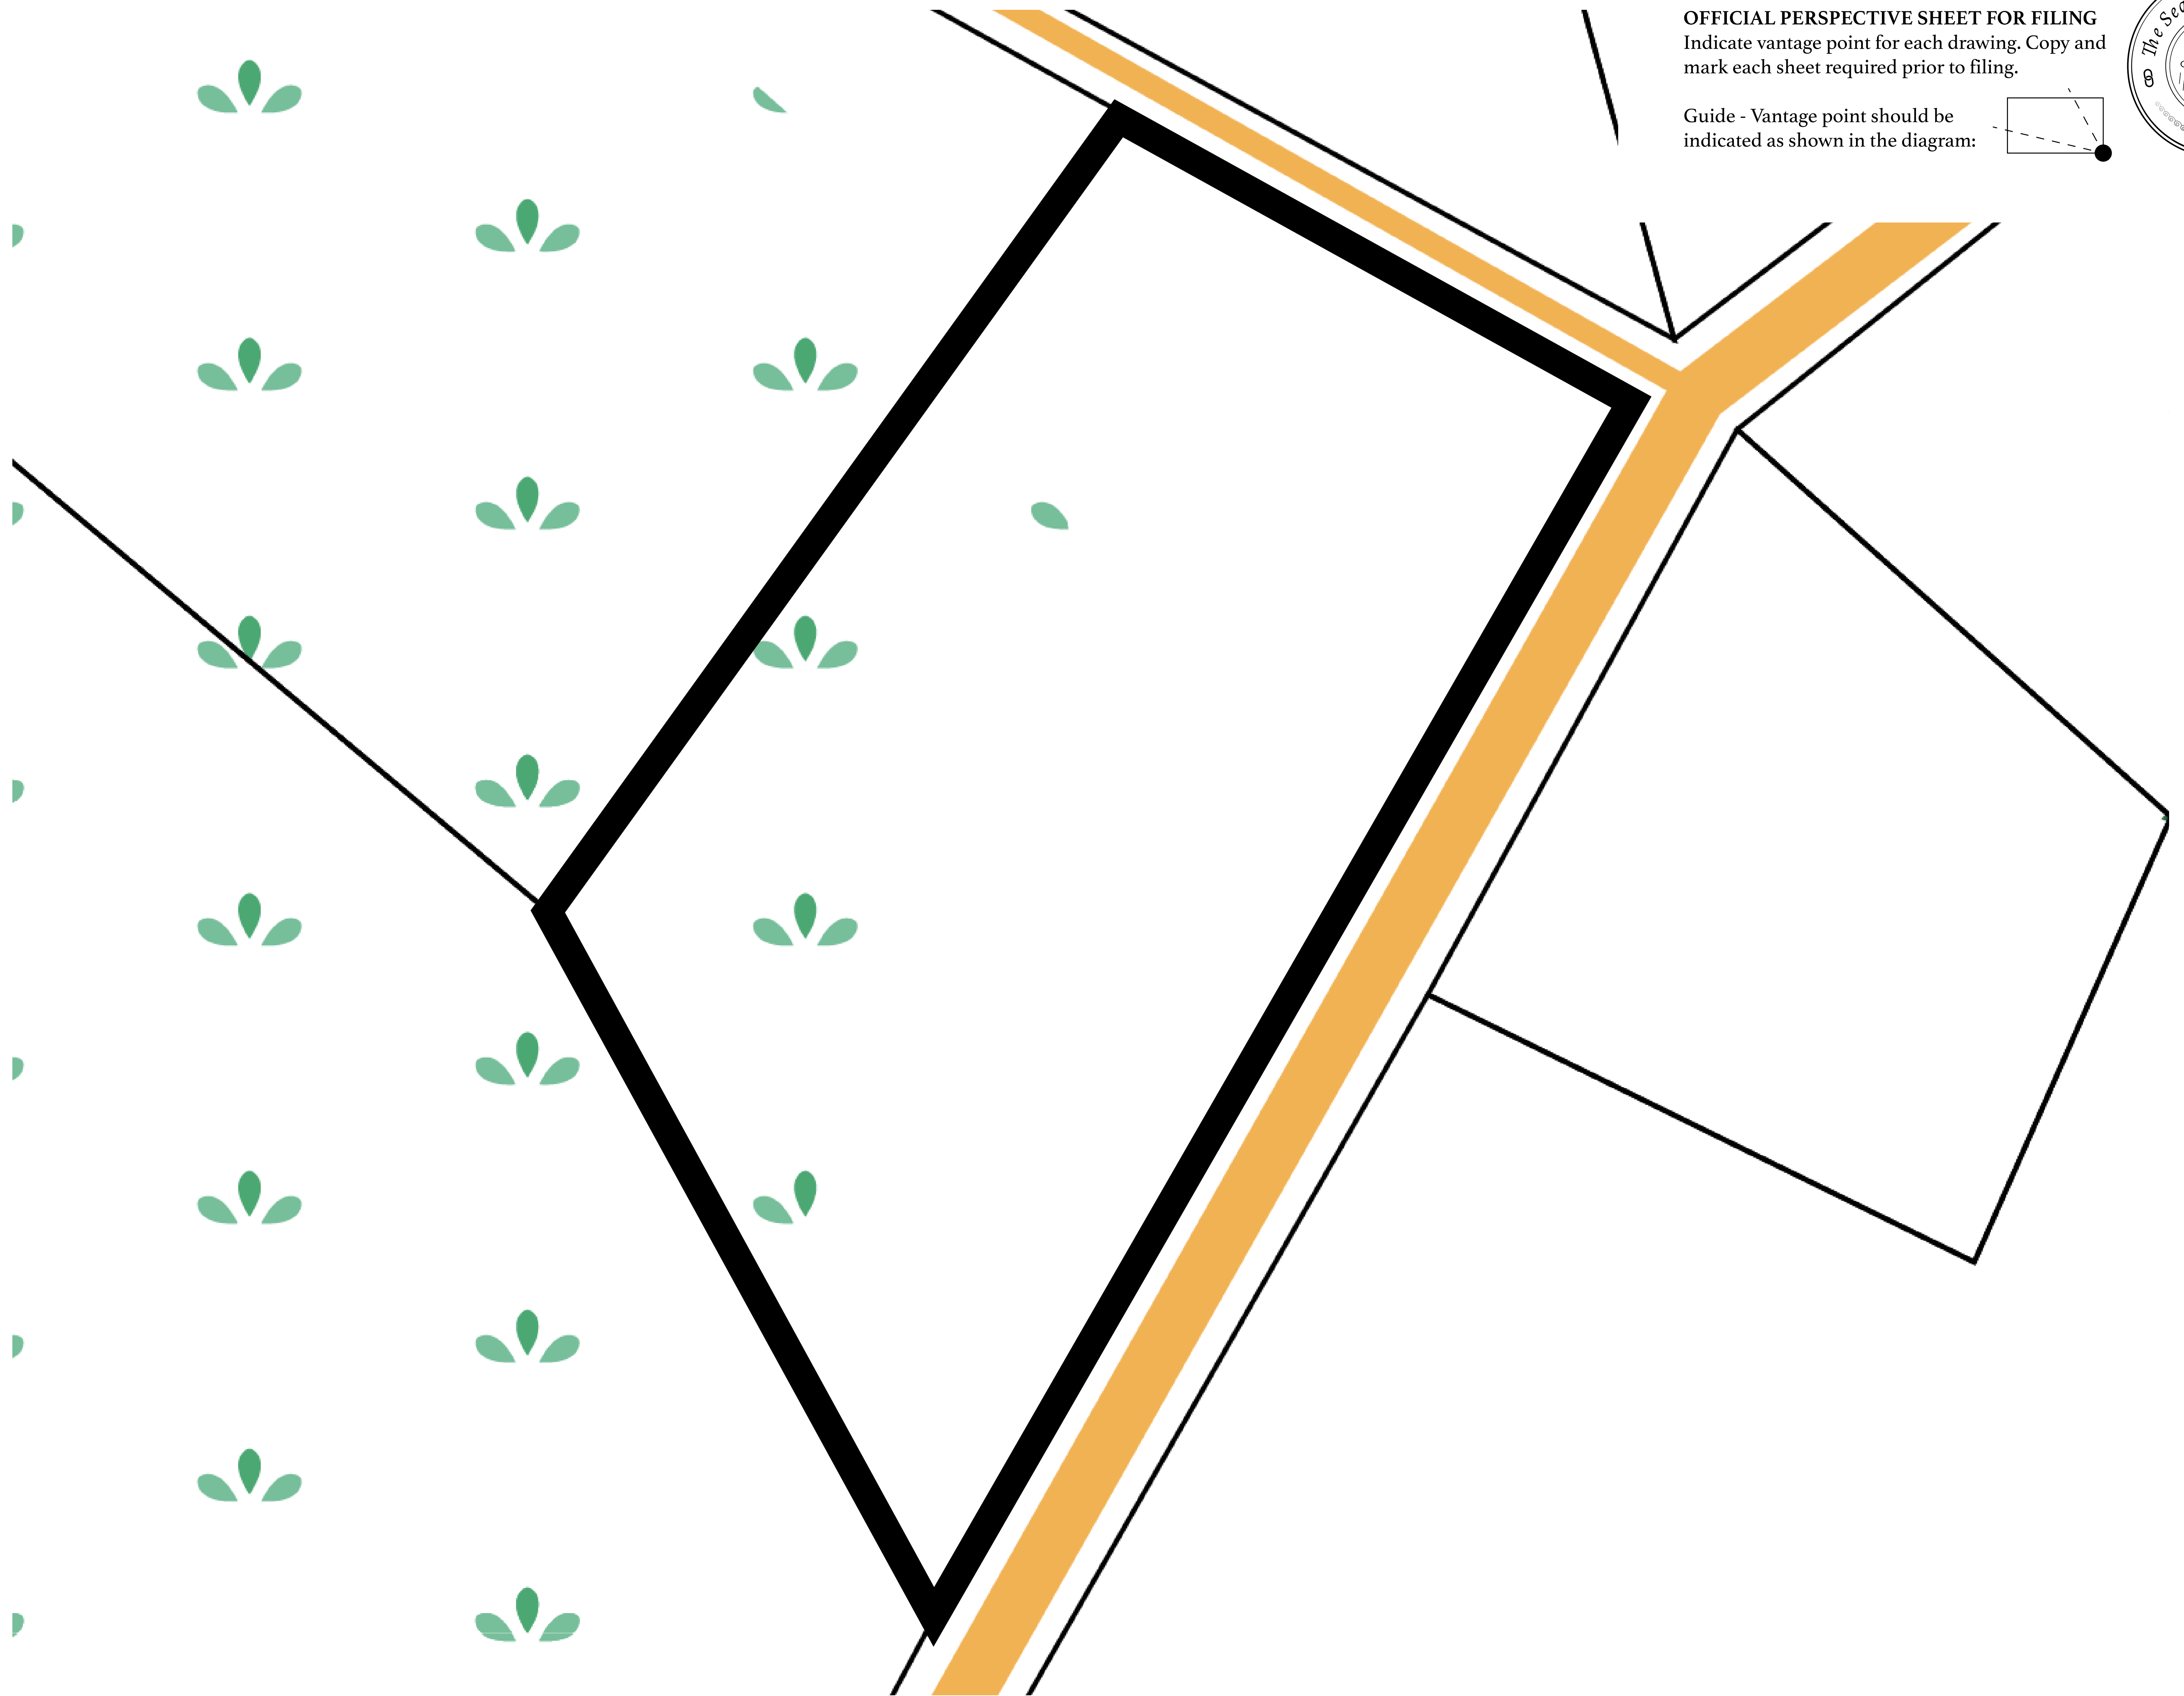 OFFICIAL PERSPECTIVE SHEET FOR FILING
Indicate vantage point for each drawing. Copy and
mark each sheet required prior to filing.
Guide - Vantage point should be
indicated as shown in the diagram:
The